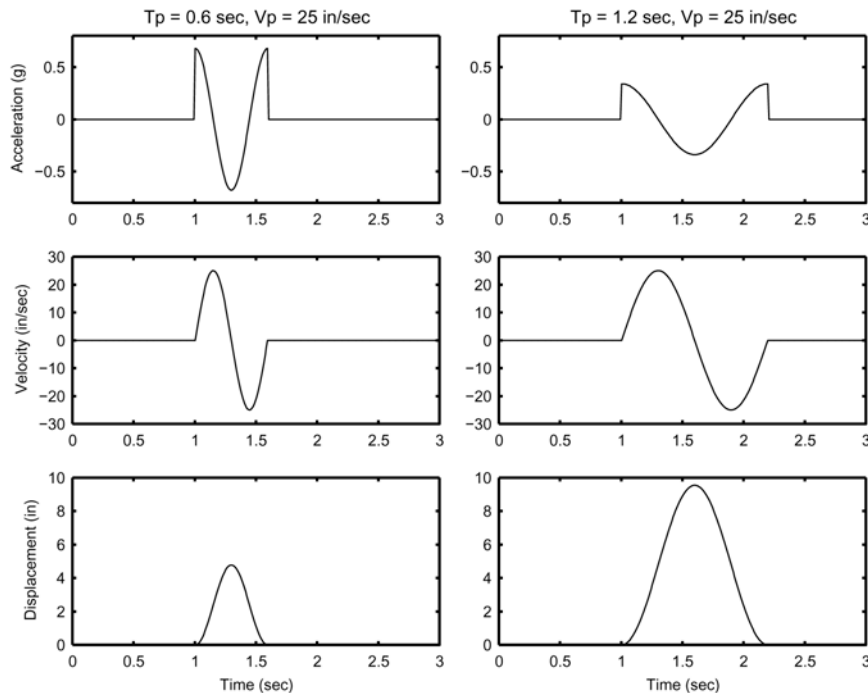 Tp = 0.6 sec, Vp = 25 in/sec
Acceleration (g)
0.5
0
−0.5
0 0.5 1 1.5 2 2.5 3
Tp = 1.2 sec, Vp = 25 in/sec
0.5
0
−0.5
0 0.5 1 1.5 2 2.5 3
Velocity (in/sec)
30
20
10
0
−10
−20
−30
0 0.5 1 1.5 2 2.5 3
30
20
10
0
−10
−20
−30
0 0.5 1 1.5 2 2.5 3
Displacement (in)
10
8
6
4
2
0
0 0.5 1 1.5 2 2.5 3
Time (sec)
10
8
6
4
2
0
0 0.5 1 1.5 2 2.5 3
Time (sec)